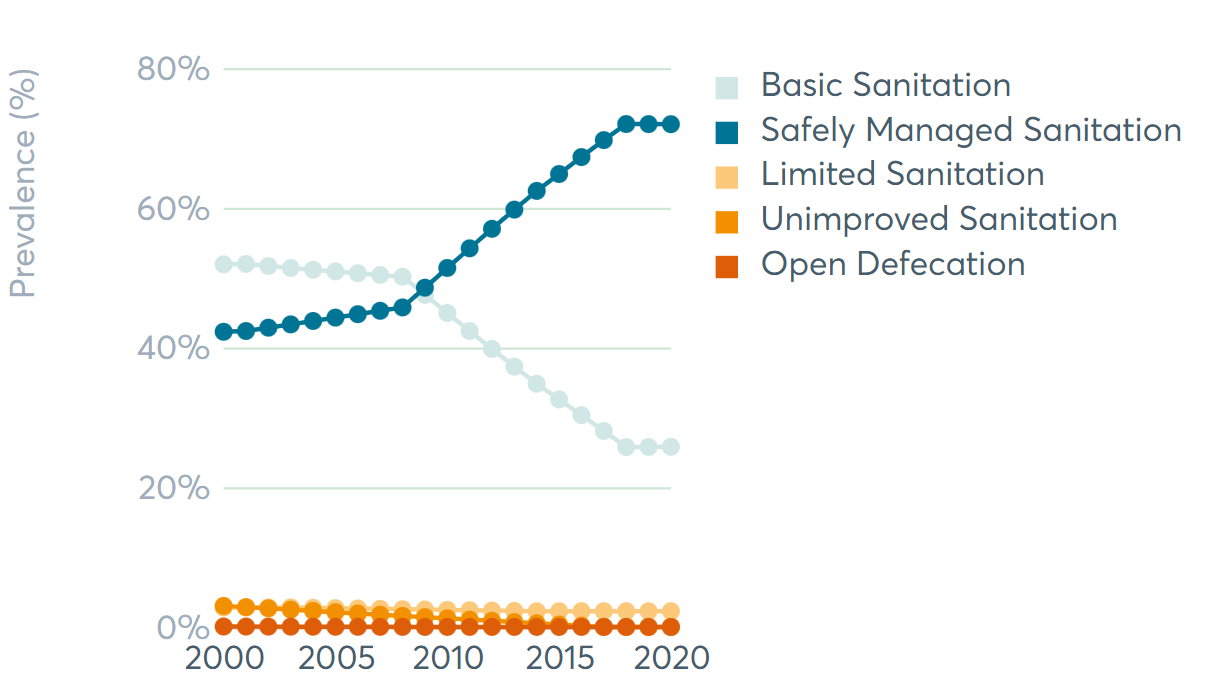 Prevalence (%)
80%
60%
40%
20%
0%
2000 2005 2010 2015 2020
Basic Sanitation
Safely Managed Sanitation
Limited Sanitation
Unimproved Sanitation
Open Defecation